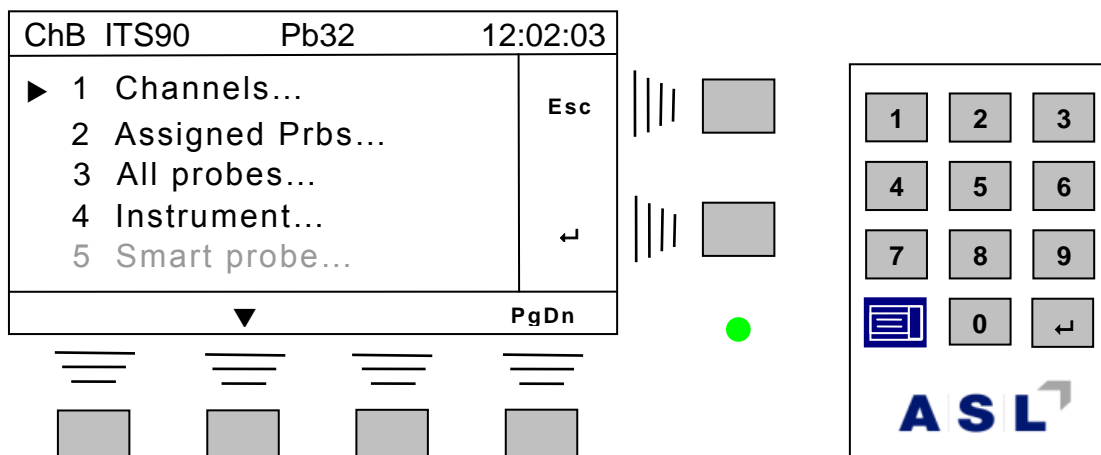 ChB ITS90 Pb32 12:02:03
▶ 1 Channels...
2 Assigned Prbs...
3 All probes...
4 Instrument...
5 Smart probe...
Esc
↵
▼ PgDn
1 2 3
4 5 6
7 8 9
0 ↵
ASL